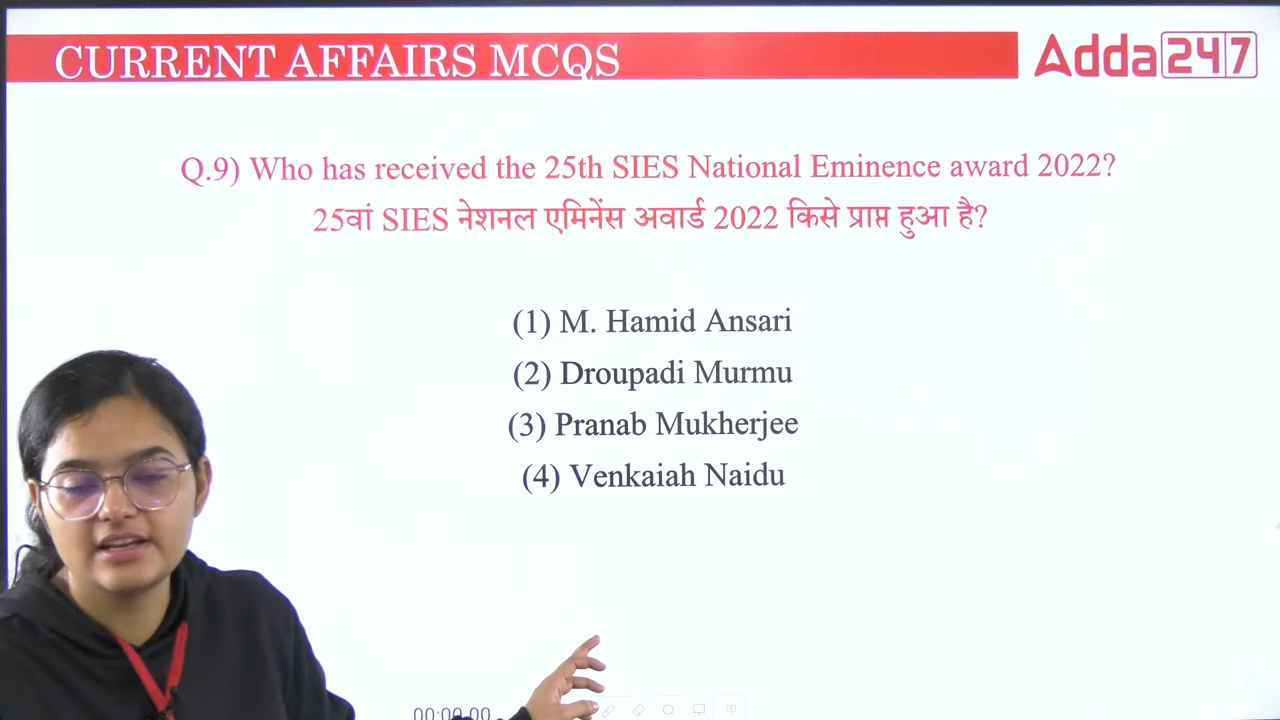 CURRENT AFFAIRS MCQS
Adda247
Q.9) Who has received the 25th SIES National Eminence award 2022?
25वां SIES नेशनल एमिनेंस अवार्ड 2022 किसे प्राप्त हुआ है?
(1) M. Hamid Ansari
(2) Droupadi Murmu
(3) Pranab Mukherjee
(4) Venkaiah Naidu
00:00.00